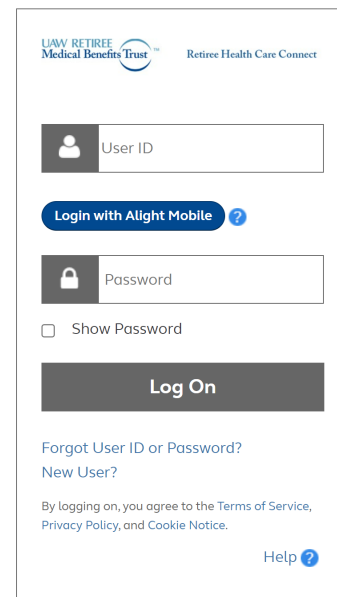 UAW RETIREE
Medical Benefits Trust™ Retiree Health Care Connect
User ID
Login with Alight Mobile ?
Password
Show Password
Log On
Forgot User ID or Password?
New User?
By logging on, you agree to the Terms of Service,
Privacy Policy, and Cookie Notice.
Help ?